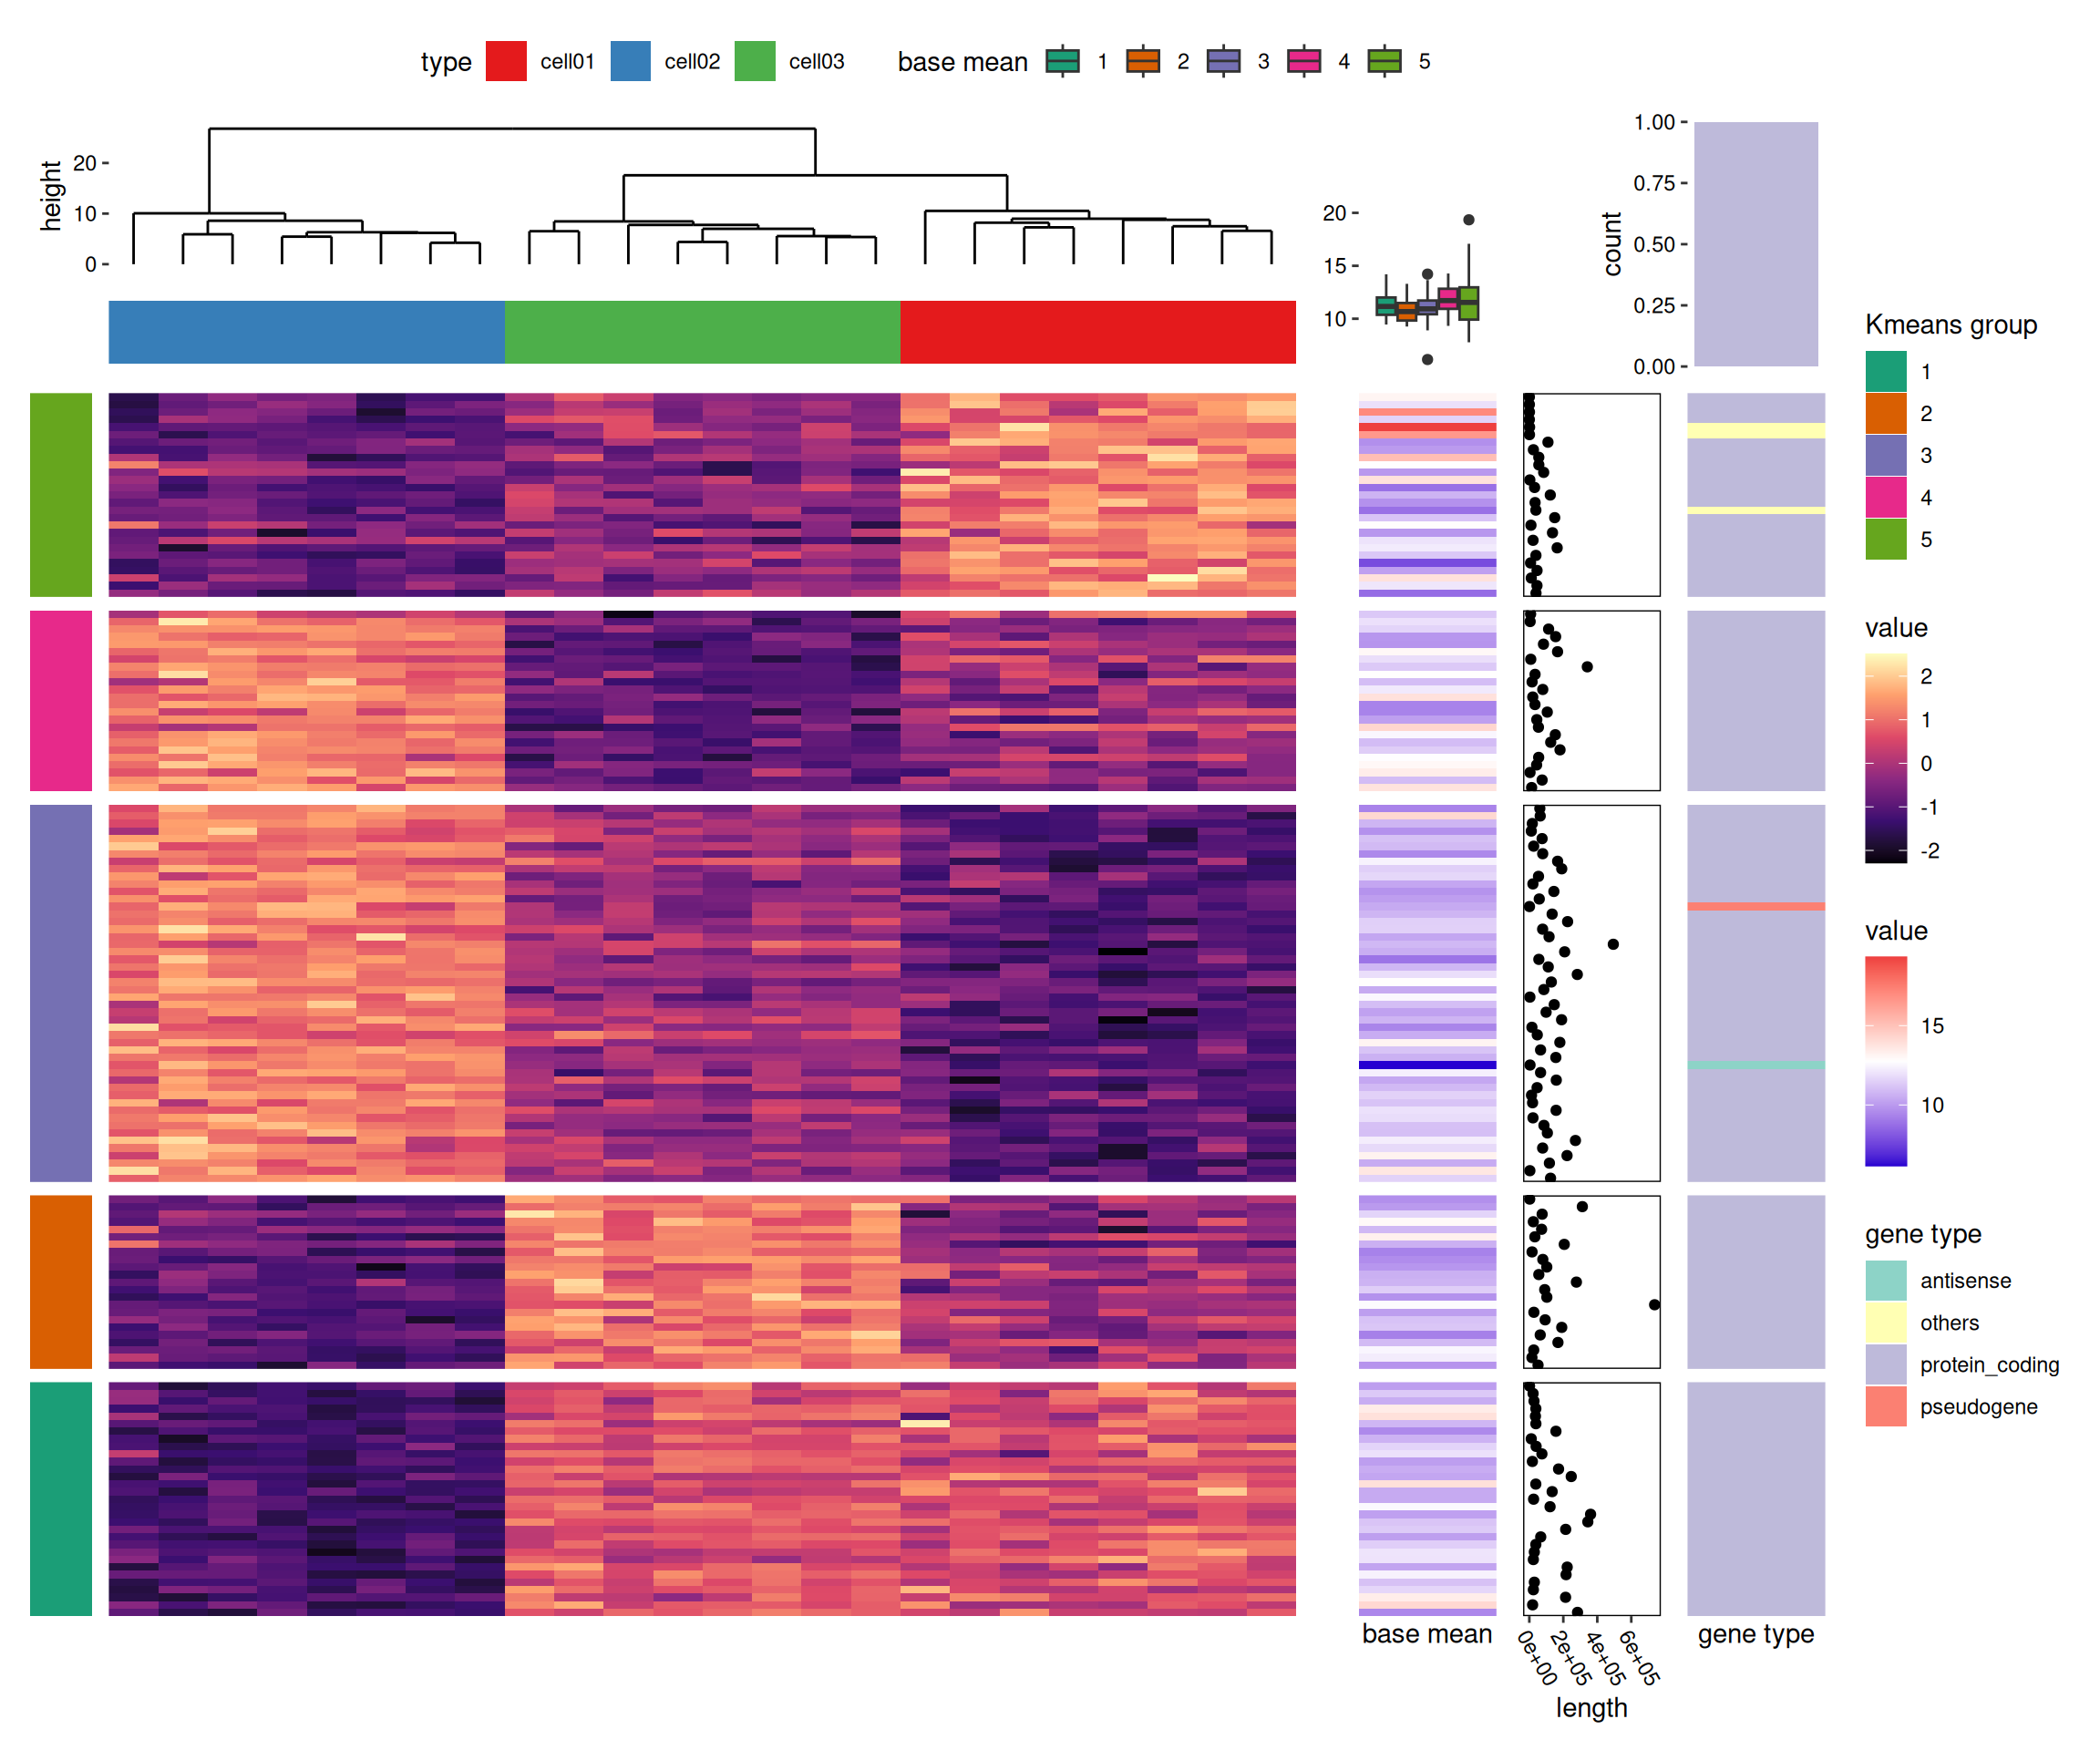 type cell01 cell02 cell03 base mean 1 2 3 4 5
height
20
10
0
20
15
10
count
1.00
0.75
0.50
0.25
0.00
Kmeans group
1
2
3
4
5
value
2
1
0
-1
-2
value
15
10
gene type
antisense
others
protein_coding
pseudogene
base mean
0e+00 2e+05 4e+05 6e+05
length
gene type